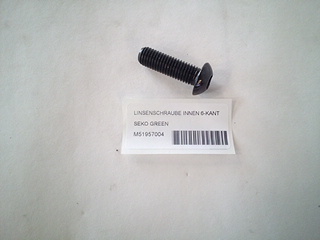 LINSENSCHRAUBE INNEN 6-KANT
SEKO GREEN
M51957004